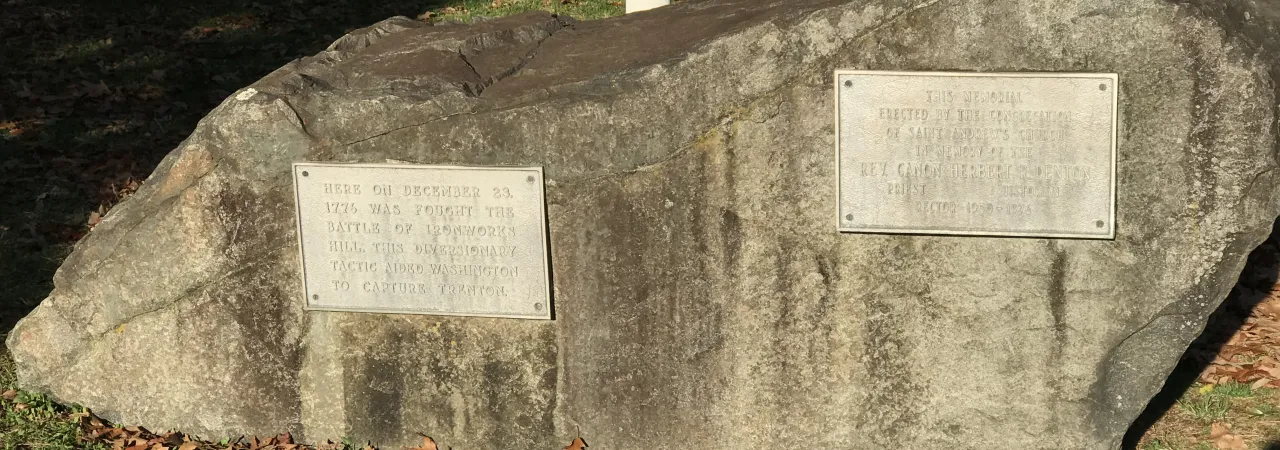 HERE ON DECEMBER 23,
1776 WAS FOUGHT THE
BATTLE OF IRONWORKS
HILL. THIS DIVERSIONARY
TACTIC AIDED WASHINGTON
TO CAPTURE TRENTON.
THIS MEMORIAL
ERECTED BY THE CONGREGATION
OF SAINT ANDREW'S CHURCH
IN MEMORY OF THE
REV. CANON HERBERT R. DENTON
PRIEST
RECTOR